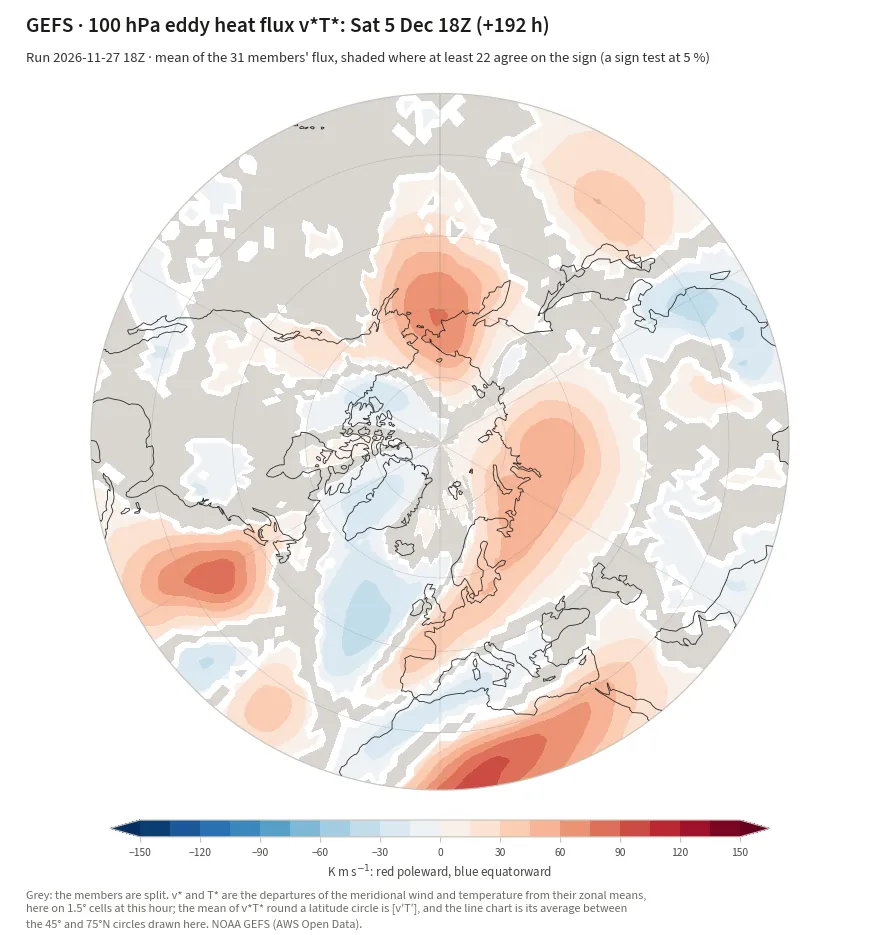 GEFS · 100 hPa eddy heat flux v*T*: Sat 5 Dec 18Z (+192 h)
Run 2026-11-27 18Z · mean of the 31 members' flux, shaded where at least 22 agree on the sign (a sign test at 5 %)
−150 −120 −90 −60 −30 0 30 60 90 120 150
K m s⁻¹: red poleward, blue equatorward
Grey: the members are split. v* and T* are the departures of the meridional wind and temperature from their zonal means,
here on 1.5° cells at this hour; the mean of v*T* round a latitude circle is [v'T'], and the line chart is its average between
the 45° and 75°N circles drawn here. NOAA GEFS (AWS Open Data).